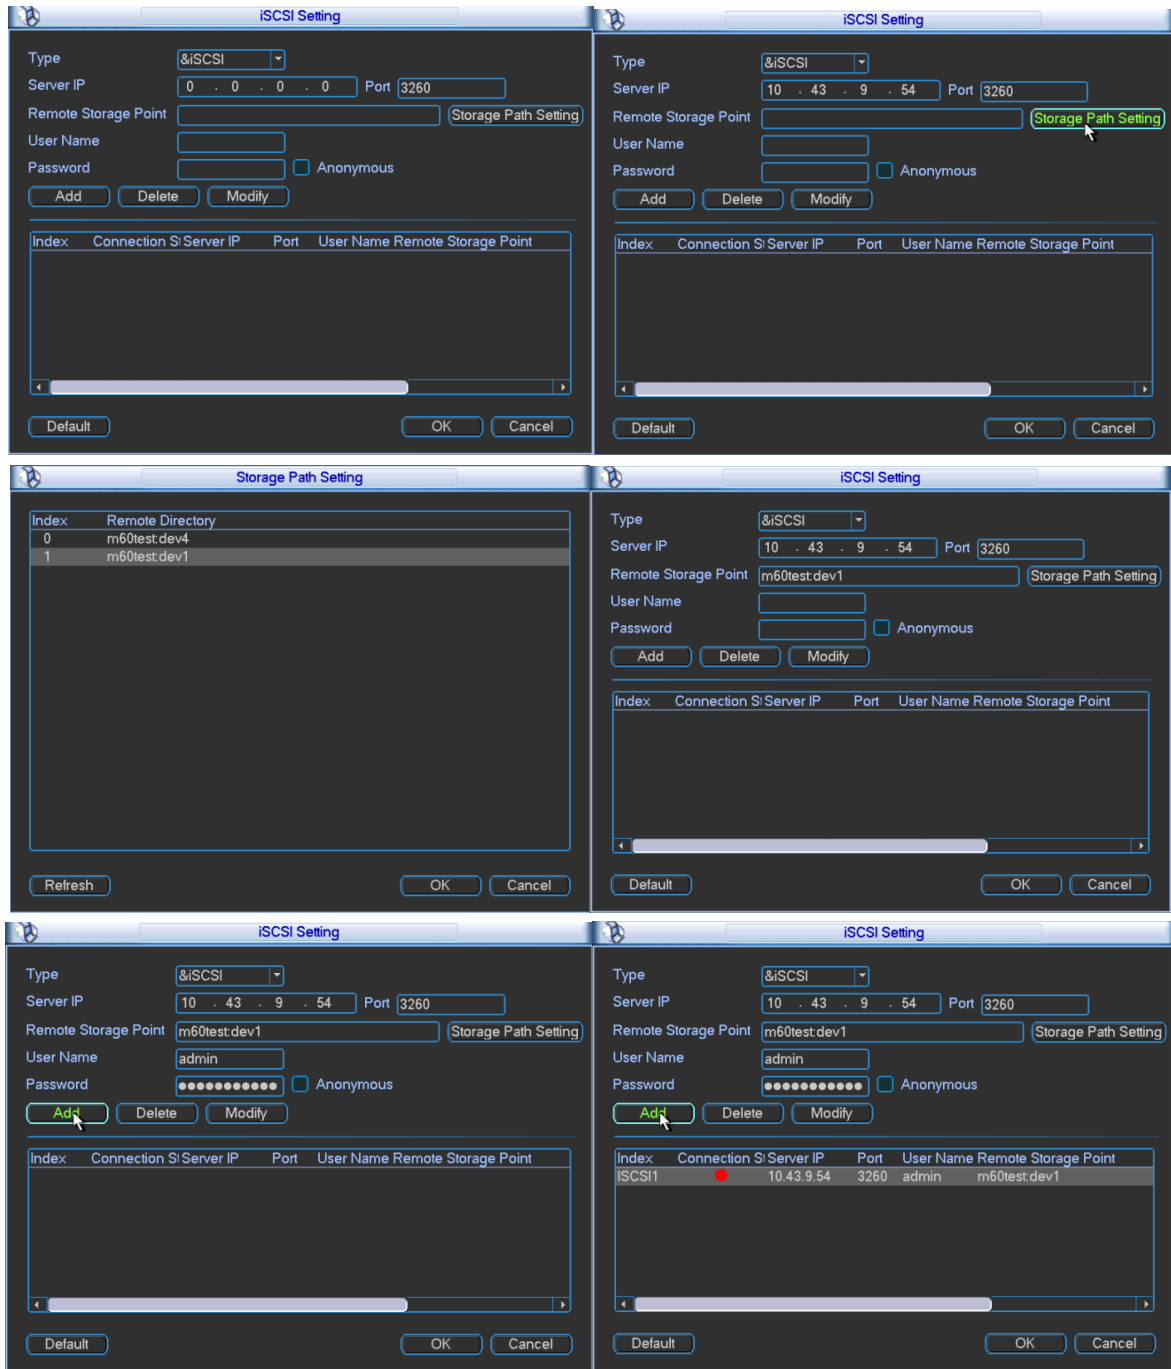 iSCSI Setting
Type &iSCSI
Server IP 0 . 0 . 0 . 0 Port 3260
Remote Storage Point Storage Path Setting
User Name
Password Anonymous
Add Delete Modify
Index Connection S Server IP Port User Name Remote Storage Point
Default OK Cancel
iSCSI Setting
Type &iSCSI
Server IP 10 . 43 . 9 . 54 Port 3260
Remote Storage Point Storage Path Setting
User Name
Password Anonymous
Add Delete Modify
Index Connection S Server IP Port User Name Remote Storage Point
Default OK Cancel
Storage Path Setting
Index Remote Directory
0 m60test:dev4
1 m60test:dev1
Refresh OK Cancel
iSCSI Setting
Type &iSCSI
Server IP 10 . 43 . 9 . 54 Port 3260
Remote Storage Point m60test:dev1 Storage Path Setting
User Name
Password Anonymous
Add Delete Modify
Index Connection S Server IP Port User Name Remote Storage Point
Default OK Cancel
iSCSI Setting
Type &iSCSI
Server IP 10 . 43 . 9 . 54 Port 3260
Remote Storage Point m60test:dev1 Storage Path Setting
User Name admin
Password ●●●●●●●●●●● Anonymous
Add Delete Modify
Index Connection S Server IP Port User Name Remote Storage Point
Default OK Cancel
iSCSI Setting
Type &iSCSI
Server IP 10 . 43 . 9 . 54 Port 3260
Remote Storage Point m60test:dev1 Storage Path Setting
User Name admin
Password ●●●●●●●●●●● Anonymous
Add Delete Modify
Index Connection S Server IP Port User Name Remote Storage Point
ISCSI1 10.43.9.54 3260 admin m60test:dev1
Default OK Cancel